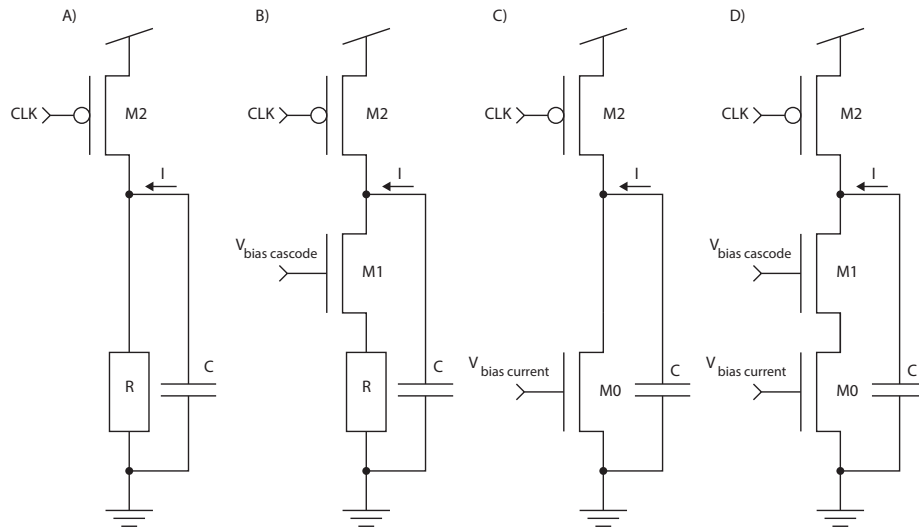 A) B) C) D)
CLK M2 CLK M2 CLK M2 CLK M2
I I I I
V bias cascode M1 V bias cascode M1
R C R C V bias current M0 C V bias current M0 C